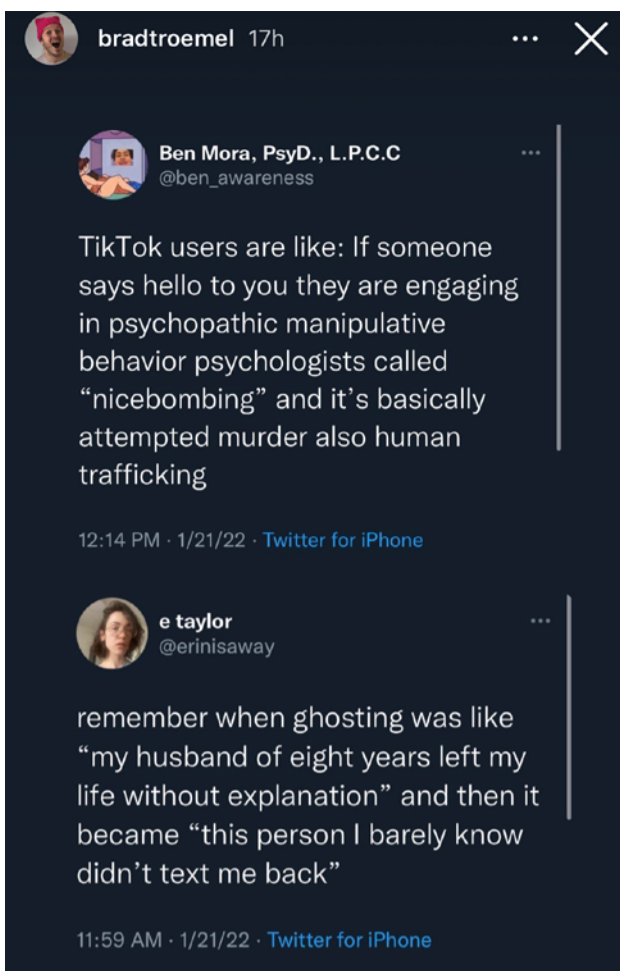 bradtroemel 17h
Ben Mora, PsyD., L.P.C.C
@ben_awareness
TikTok users are like: If someone
says hello to you they are engaging
in psychopathic manipulative
behavior psychologists called
“nicebombing” and it’s basically
attempted murder also human
trafficking
12:14 PM · 1/21/22 · Twitter for iPhone
e taylor
@erinisaway
remember when ghosting was like
“my husband of eight years left my
life without explanation” and then it
became “this person I barely know
didn’t text me back”
11:59 AM · 1/21/22 · Twitter for iPhone